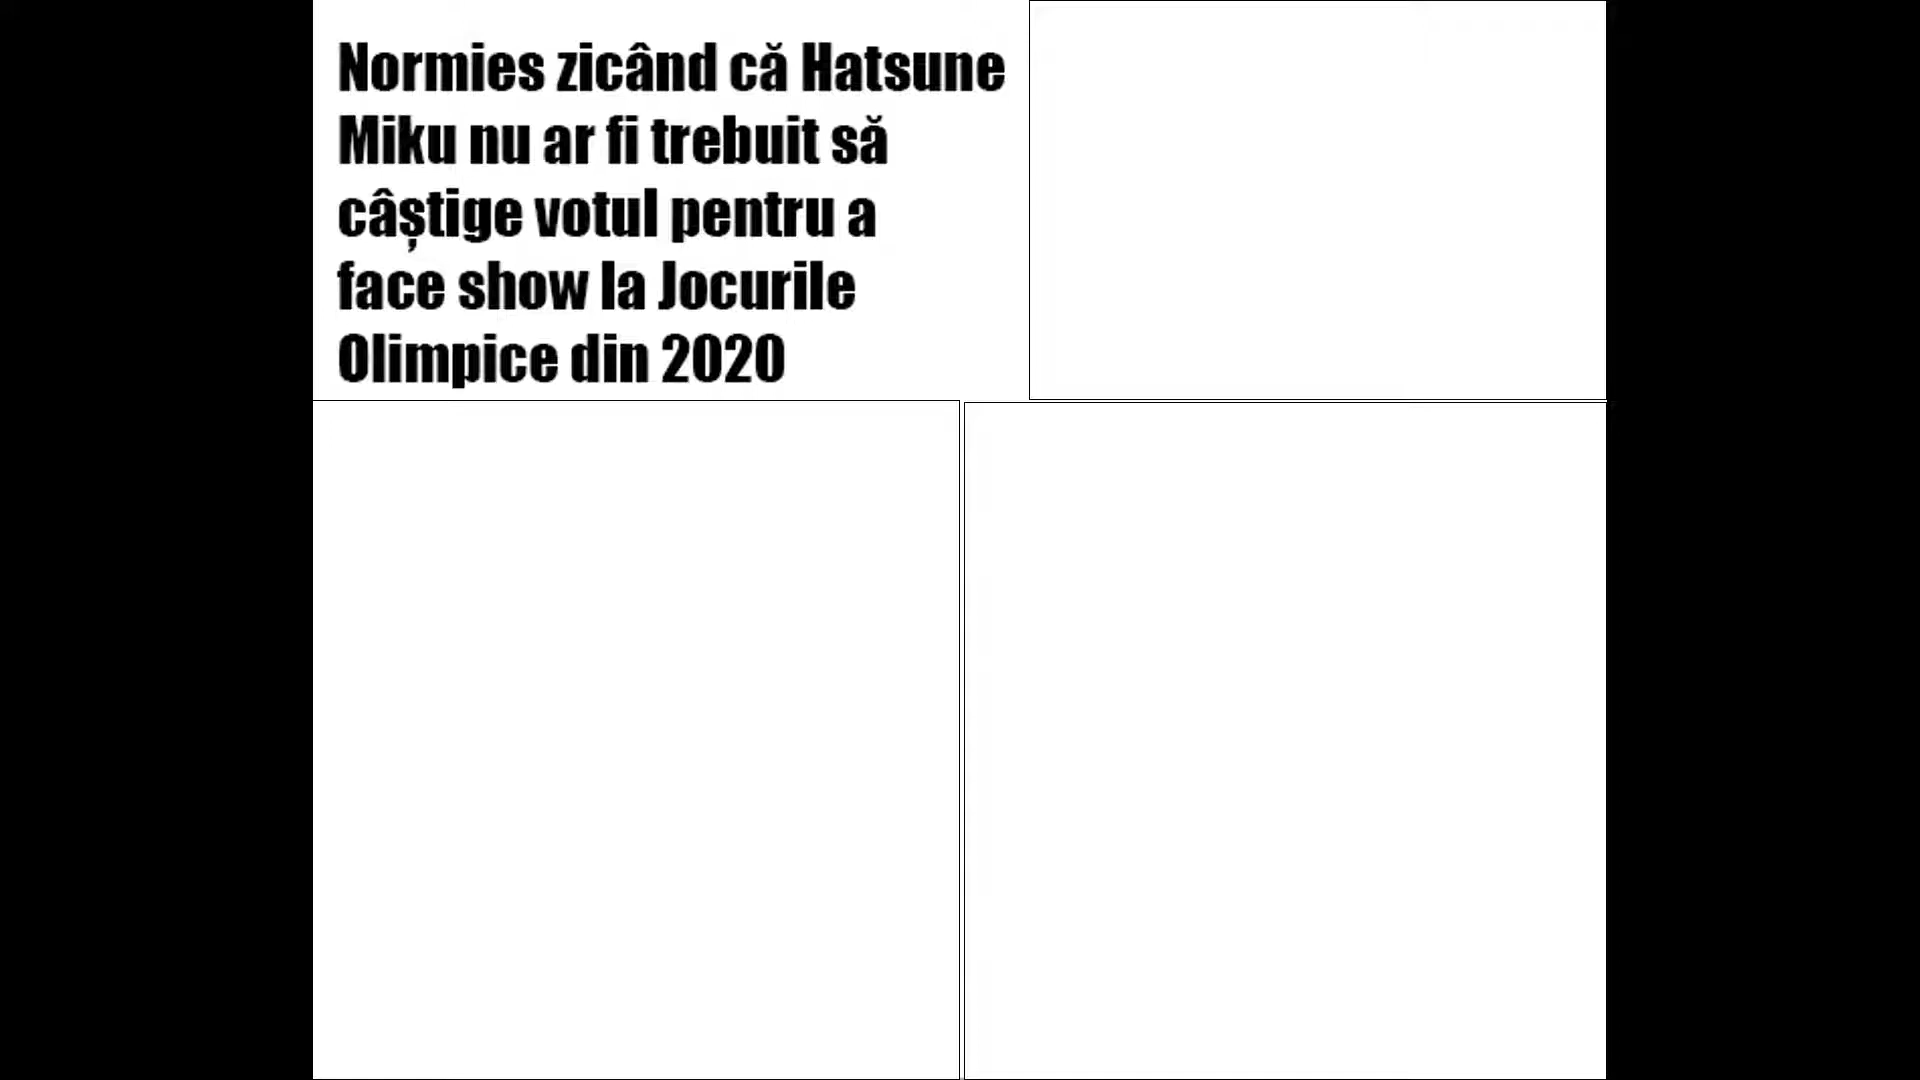 Normies zicând că Hatsune
Miku nu ar fi trebuit să
câștige votul pentru a
face show la Jocurile
Olimpice din 2020